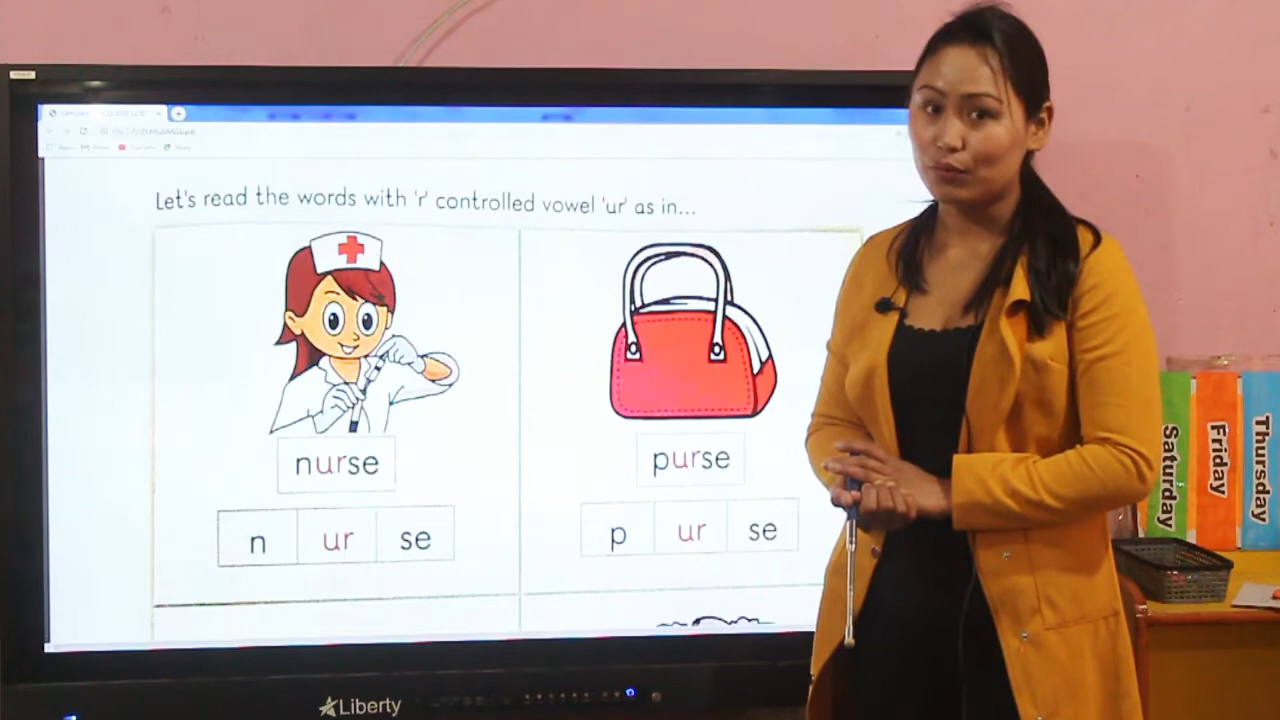 Let's read the words with 'r' controlled vowel 'ur' as in...
nurse
purse
n ur se
p ur se
Saturday
Friday
Thursday
Liberty